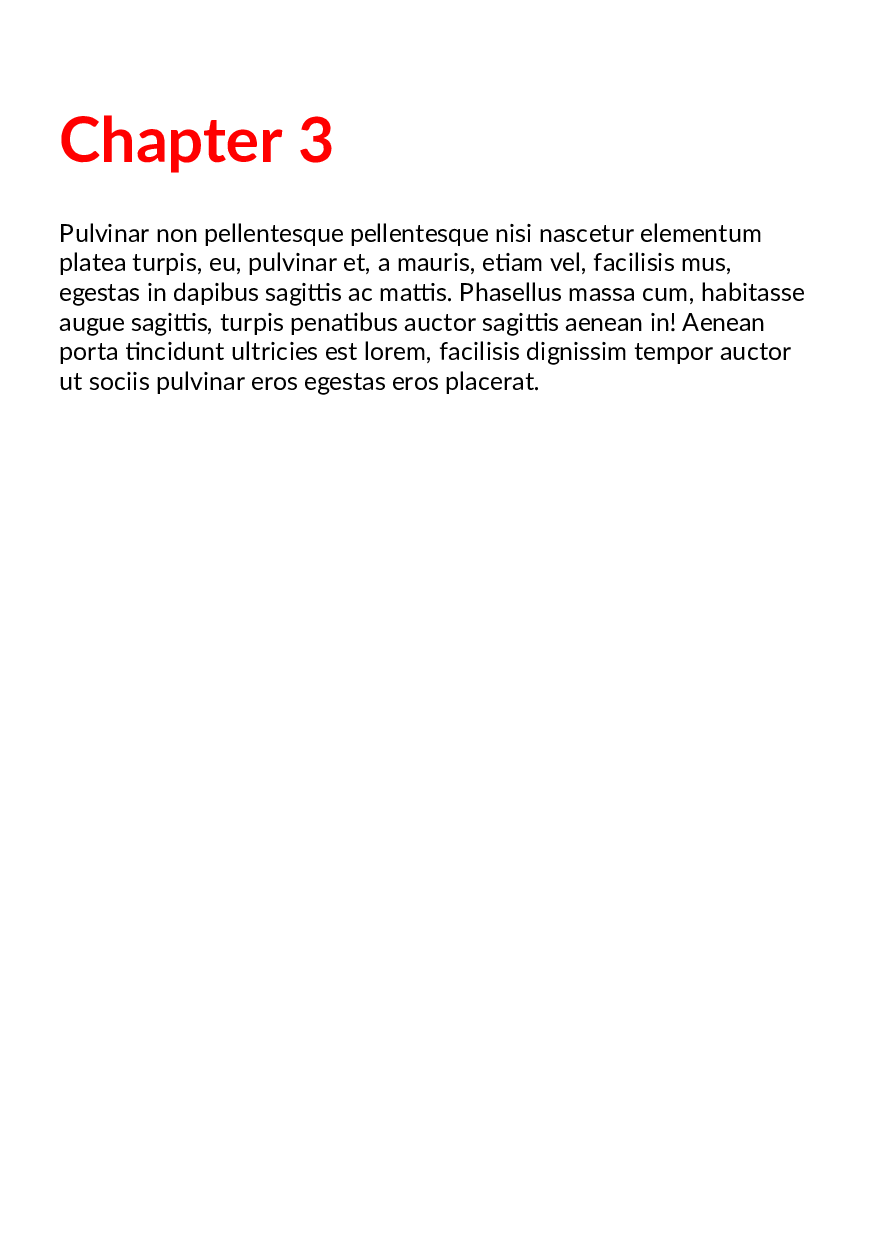 Chapter 3
Pulvinar non pellentesque pellentesque nisi nascetur elementum
platea turpis, eu, pulvinar et, a mauris, etiam vel, facilisis mus,
egestas in dapibus sagittis ac mattis. Phasellus massa cum, habitasse
augue sagittis, turpis penatibus auctor sagittis aenean in! Aenean
porta tincidunt ultricies est lorem, facilisis dignissim tempor auctor
ut sociis pulvinar eros egestas eros placerat.